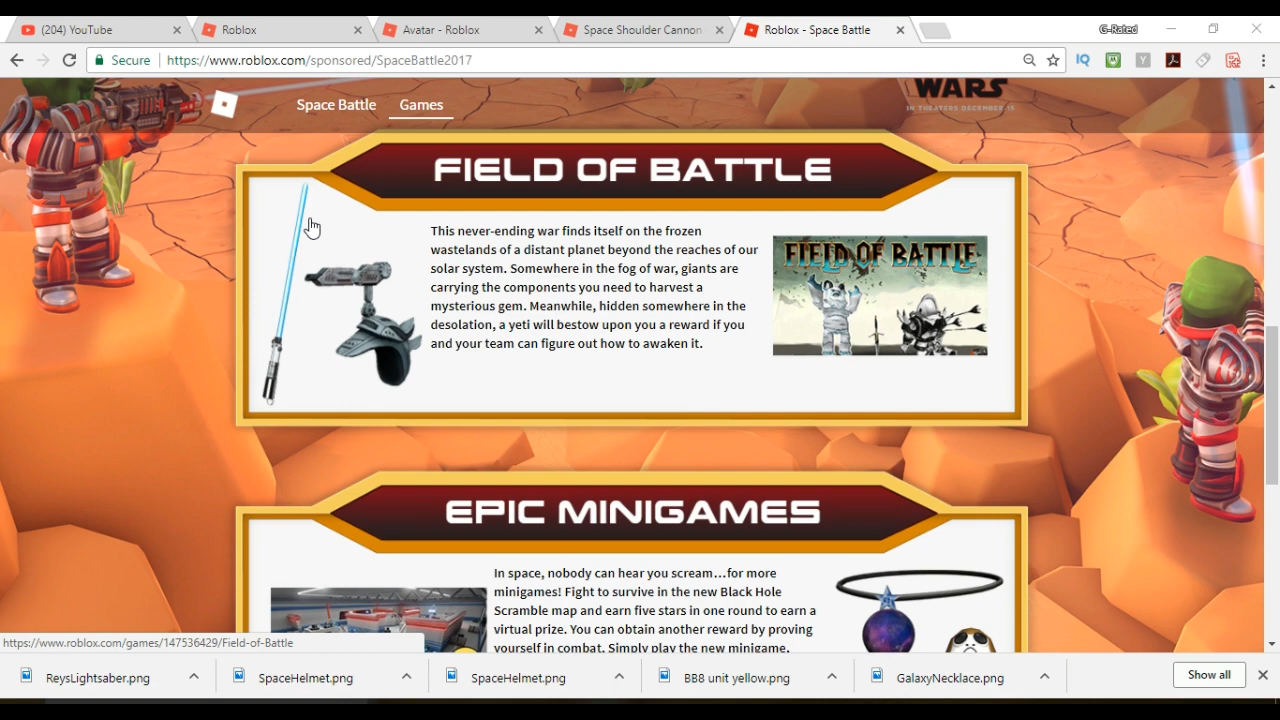 (204) YouTube
Roblox
Avatar - Roblox
Space Shoulder Cannon
Roblox - Space Battle
G-Rated
Secure
https://www.roblox.com/sponsored/SpaceBattle2017
Space Battle
Games
WARS
IN THEATERS DECEMBER 15
FIELD OF BATTLE
This never-ending war finds itself on the frozen
wastelands of a distant planet beyond the reaches of our
solar system. Somewhere in the fog of war, giants are
carrying the components you need to harvest a
mysterious gem. Meanwhile, hidden somewhere in the
desolation, a yeti will bestow upon you a reward if you
and your team can figure out how to awaken it.
FIELD OF BATTLE
EPIC MINIGAMES
In space, nobody can hear you scream...for more
minigames! Fight to survive in the new Black Hole
Scramble map and earn five stars in one round to earn a
virtual prize. You can obtain another reward by proving
yourself in combat. Simply play the new minigame,
https://www.roblox.com/games/147536429/Field-of-Battle
ReysLightsaber.png
SpaceHelmet.png
SpaceHelmet.png
BB8 unit yellow.png
GalaxyNecklace.png
Show all